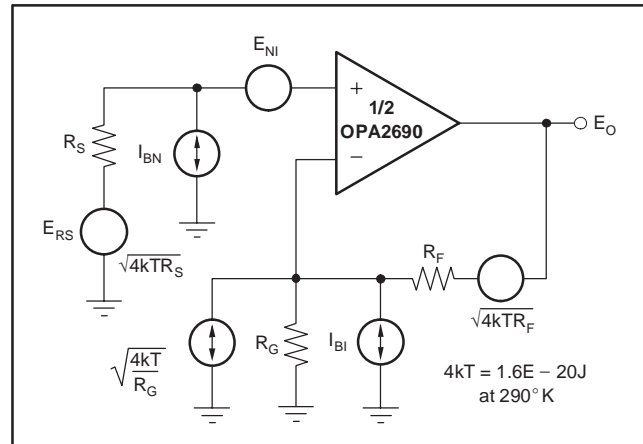 E_NI
+
1/2
OPA2690
−
E_O
R_S
I_BN
E_RS
√4kTR_S
R_F
√4kTR_F
√4kT/R_G
R_G
I_BI
4kT = 1.6E − 20J
at 290°K